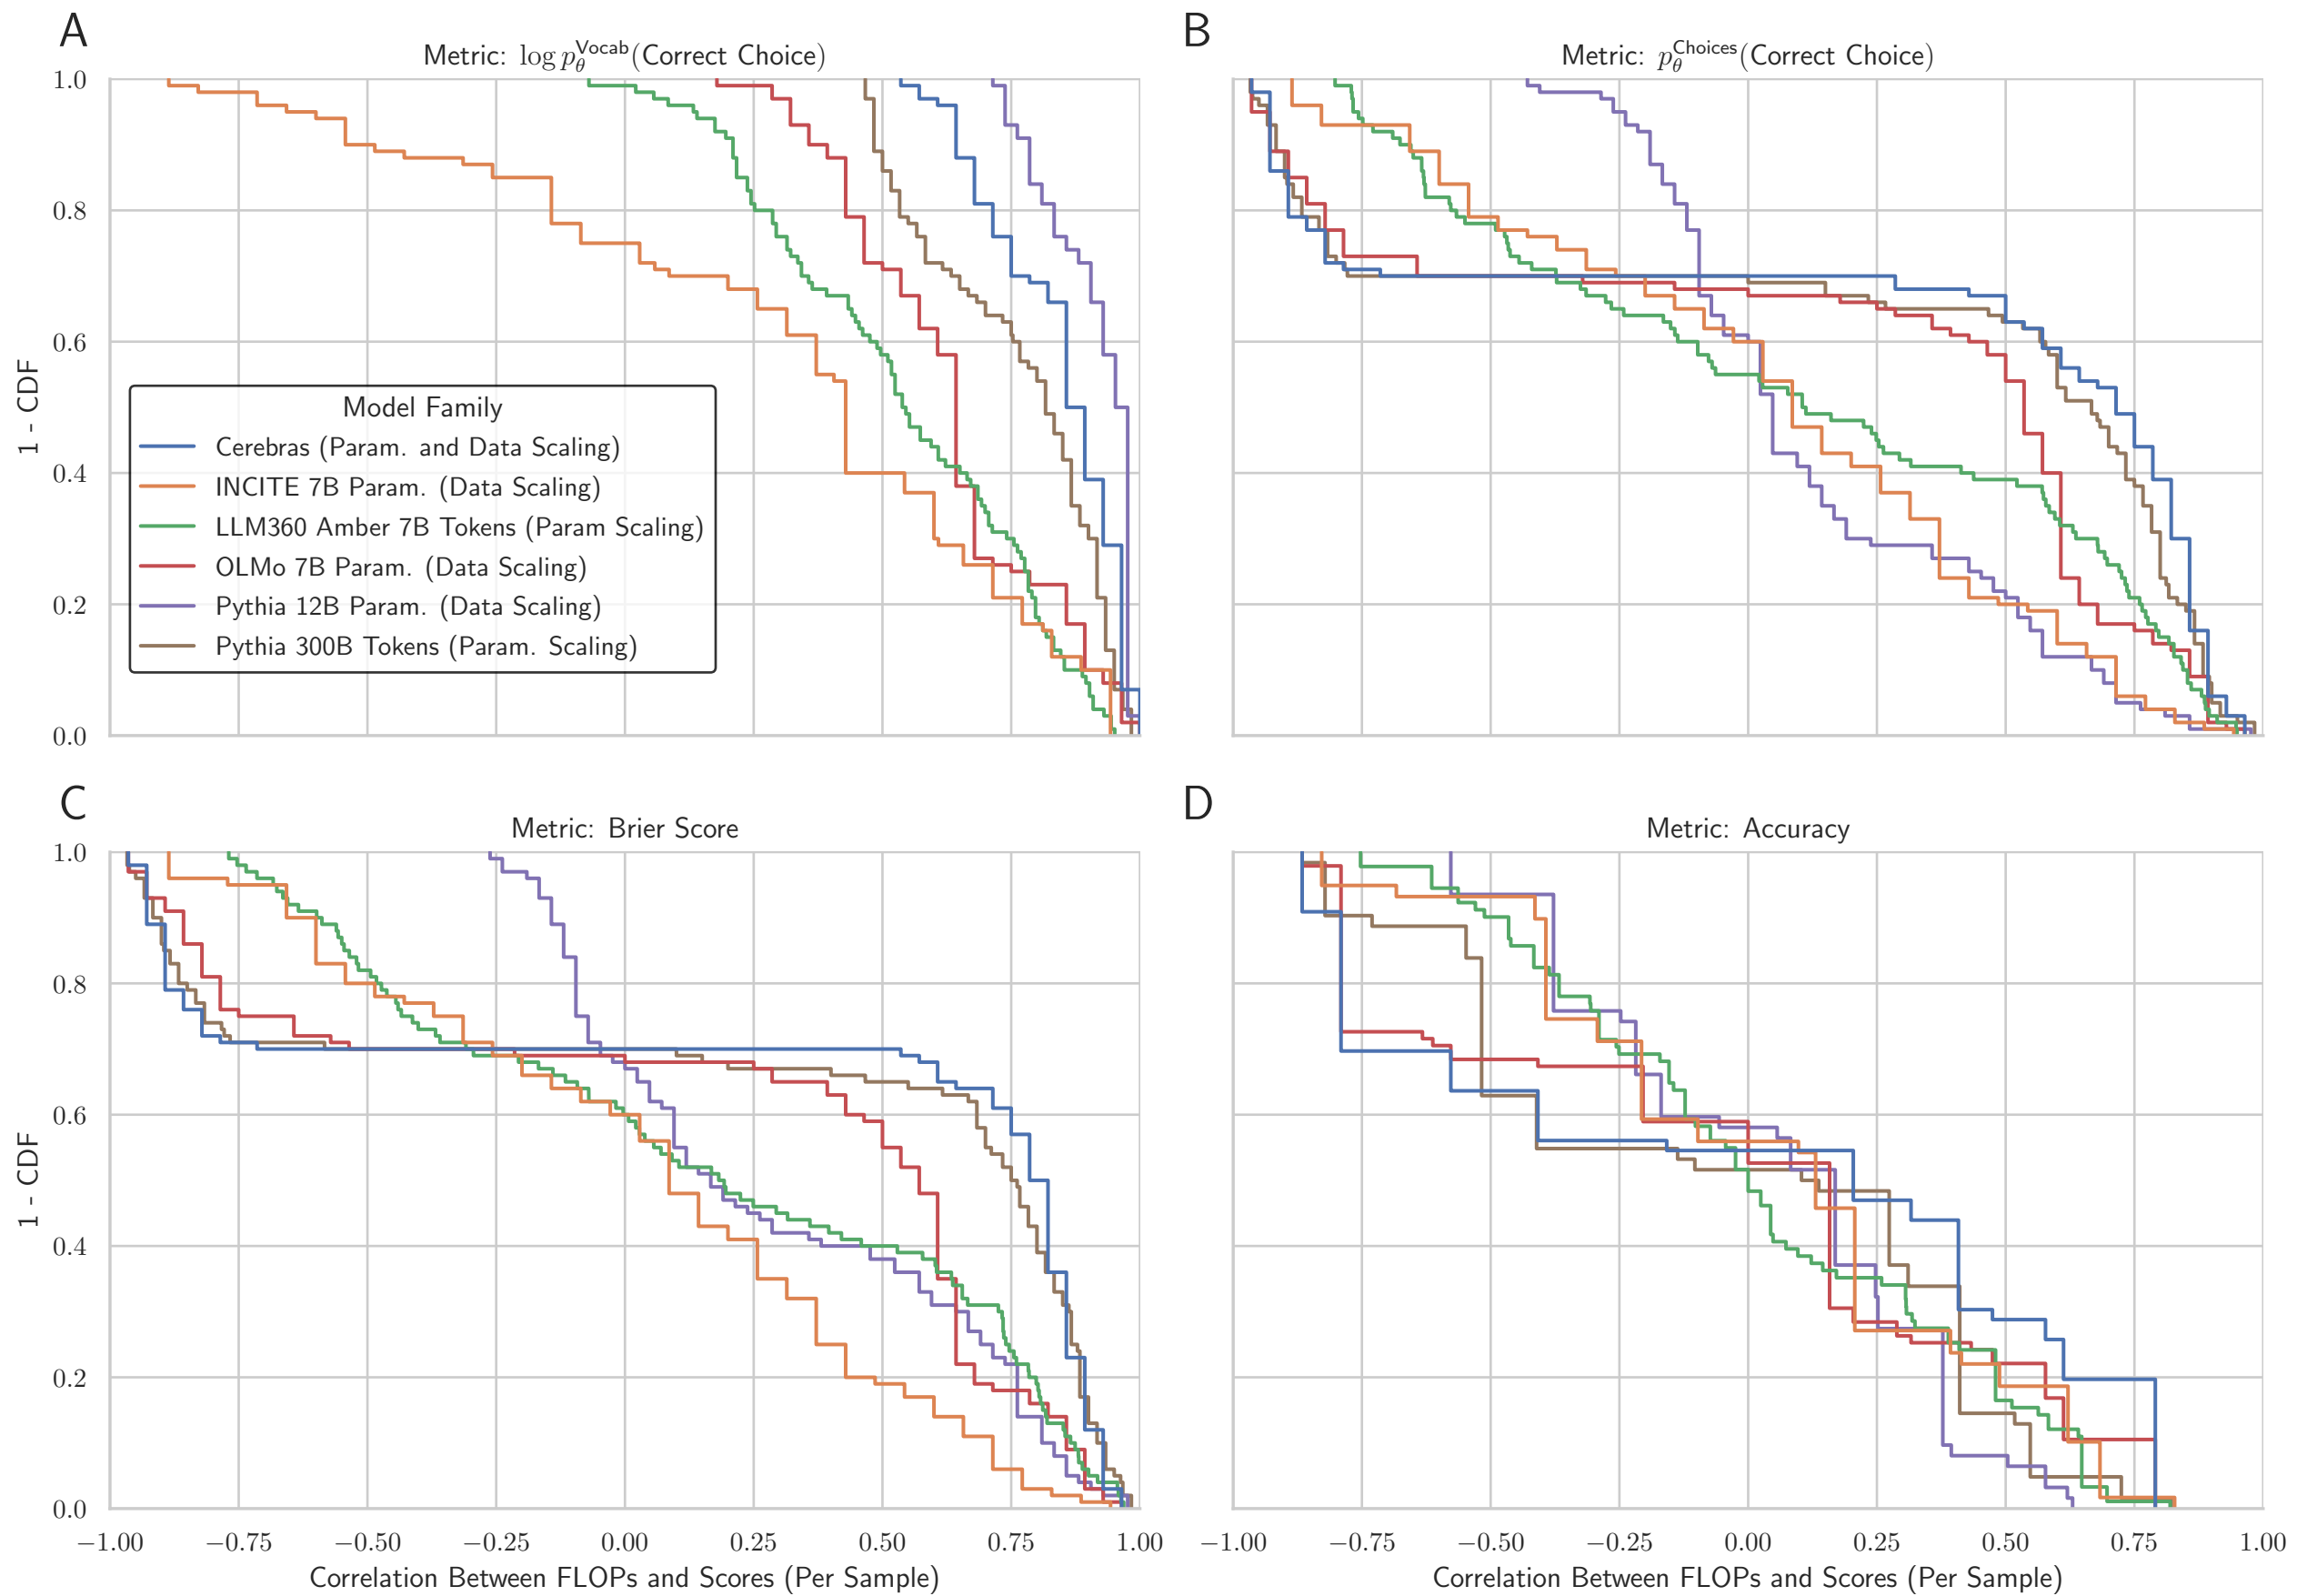 A
Metric: log p_θ^Vocab(Correct Choice)
1.0
0.8
0.6
0.4
0.2
0.0
1 - CDF
Model Family
Cerebras (Param. and Data Scaling)
INCITE 7B Param. (Data Scaling)
LLM360 Amber 7B Tokens (Param Scaling)
OLMo 7B Param. (Data Scaling)
Pythia 12B Param. (Data Scaling)
Pythia 300B Tokens (Param. Scaling)
B
Metric: p_θ^Choices(Correct Choice)
C
Metric: Brier Score
1.0
0.8
0.6
0.4
0.2
0.0
1 - CDF
−1.00 −0.75 −0.50 −0.25 0.00 0.25 0.50 0.75 1.00
Correlation Between FLOPs and Scores (Per Sample)
D
Metric: Accuracy
−1.00 −0.75 −0.50 −0.25 0.00 0.25 0.50 0.75 1.00
Correlation Between FLOPs and Scores (Per Sample)